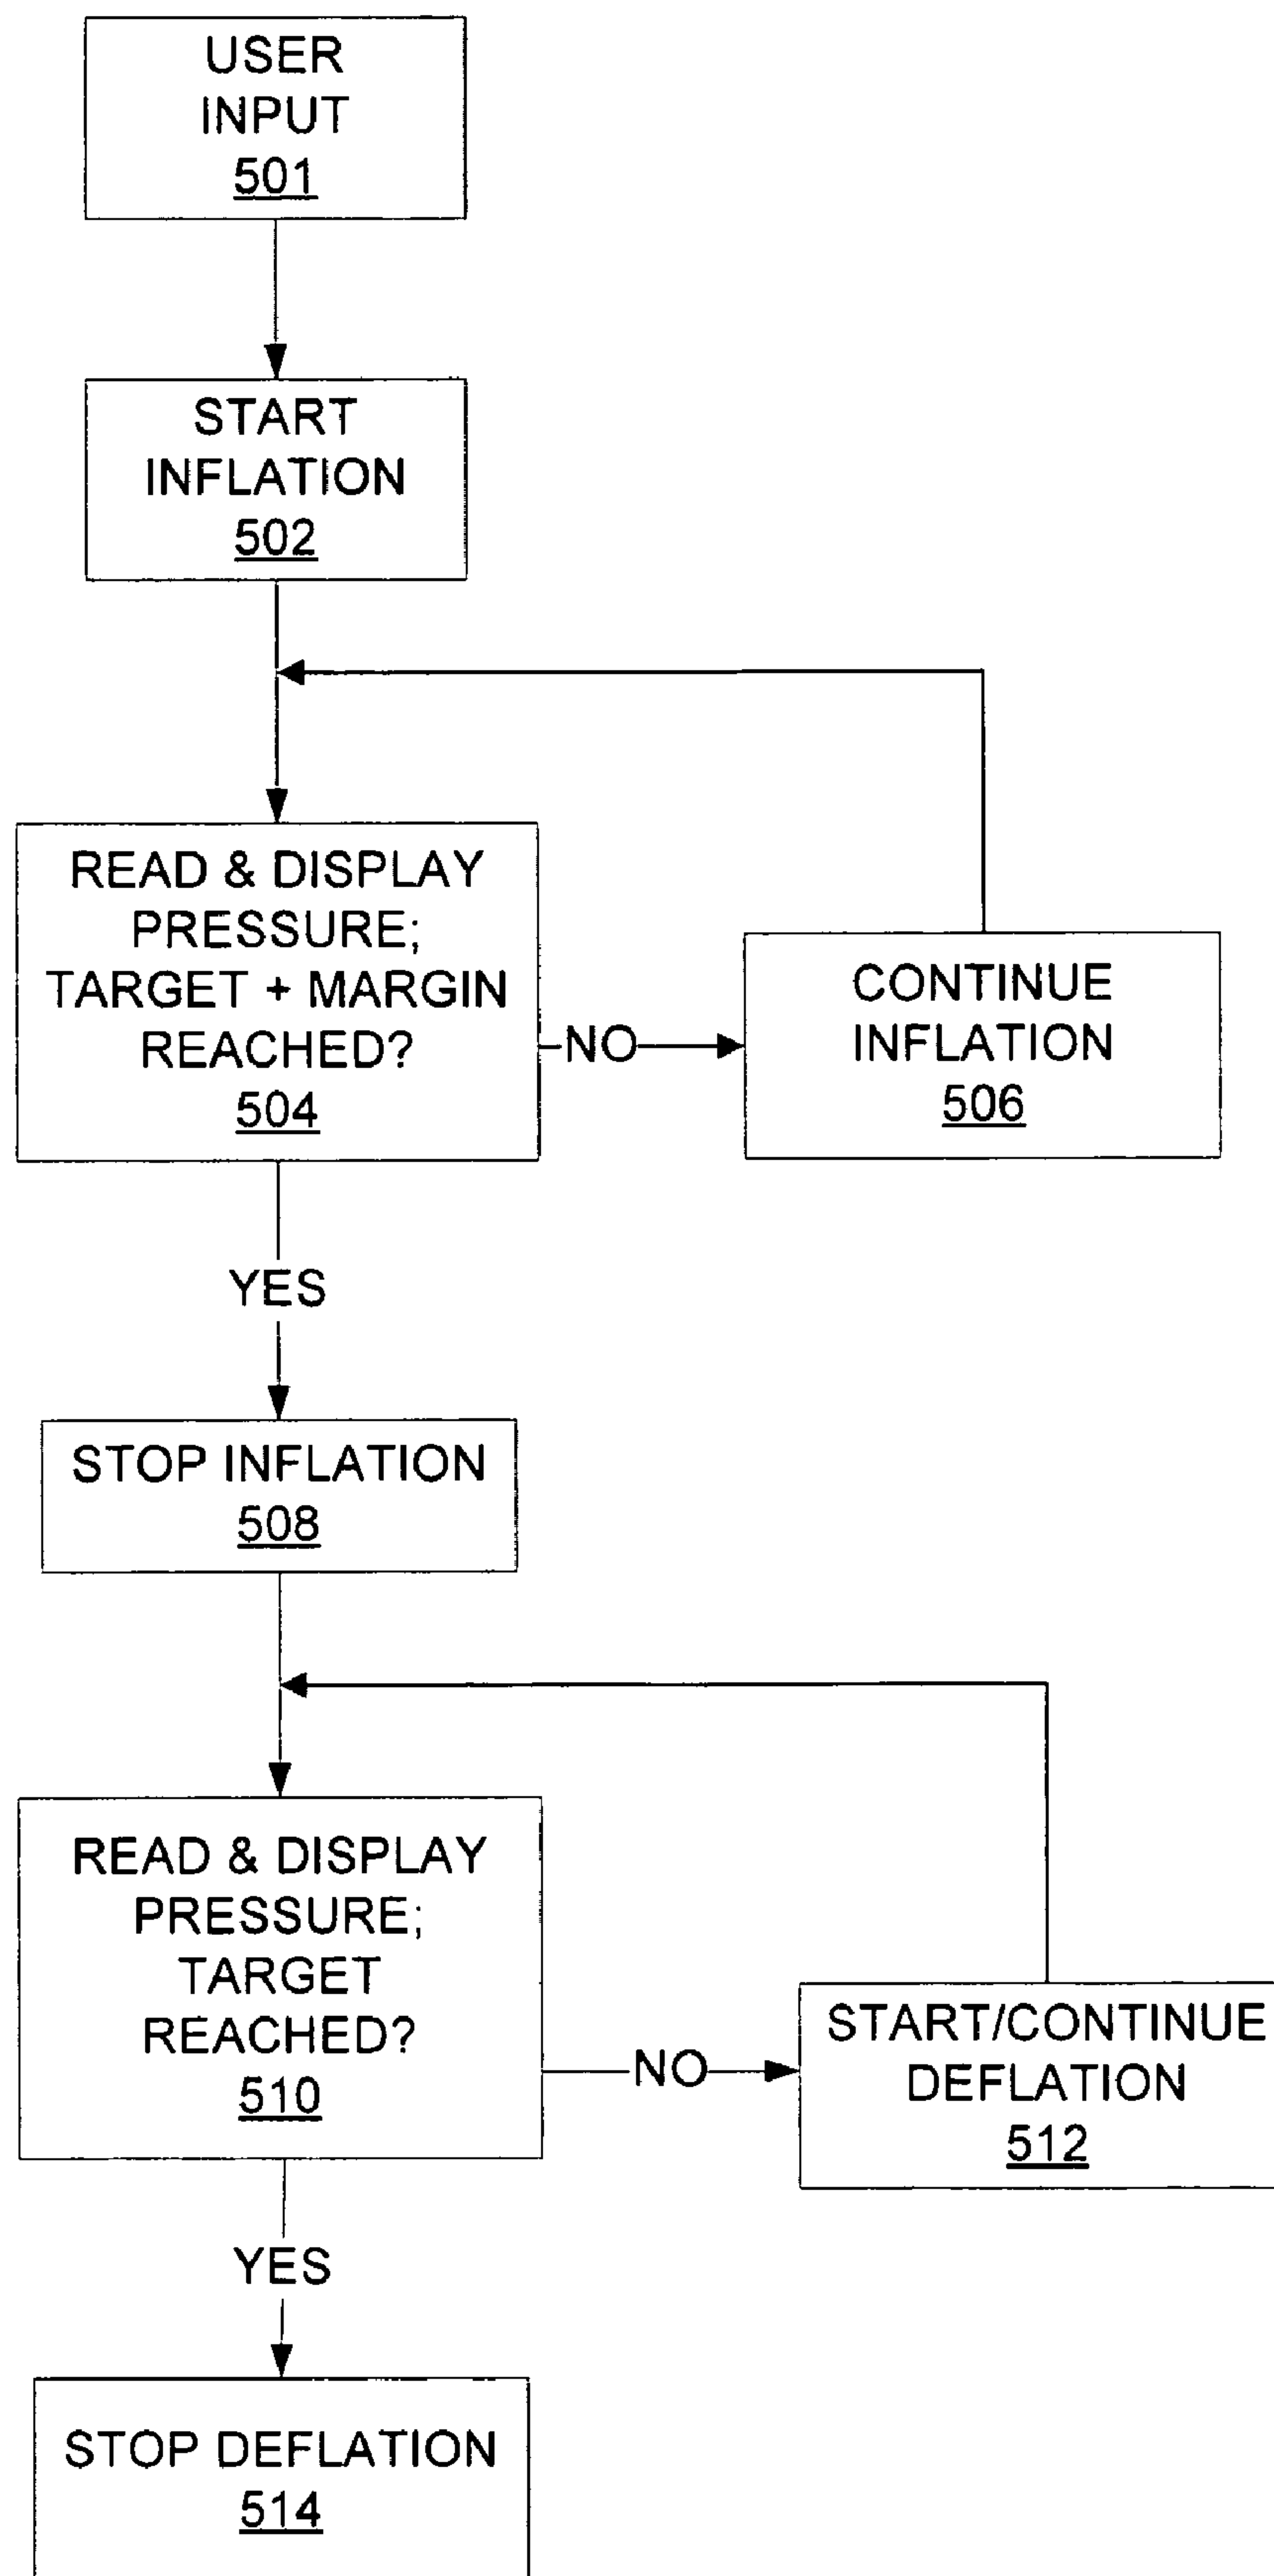 USER
INPUT
501
START
INFLATION
502
READ & DISPLAY
PRESSURE;
TARGET + MARGIN
REACHED?
504
NO
CONTINUE
INFLATION
506
YES
STOP INFLATION
508
READ & DISPLAY
PRESSURE;
TARGET
REACHED?
510
NO
START/CONTINUE
DEFLATION
512
YES
STOP DEFLATION
514